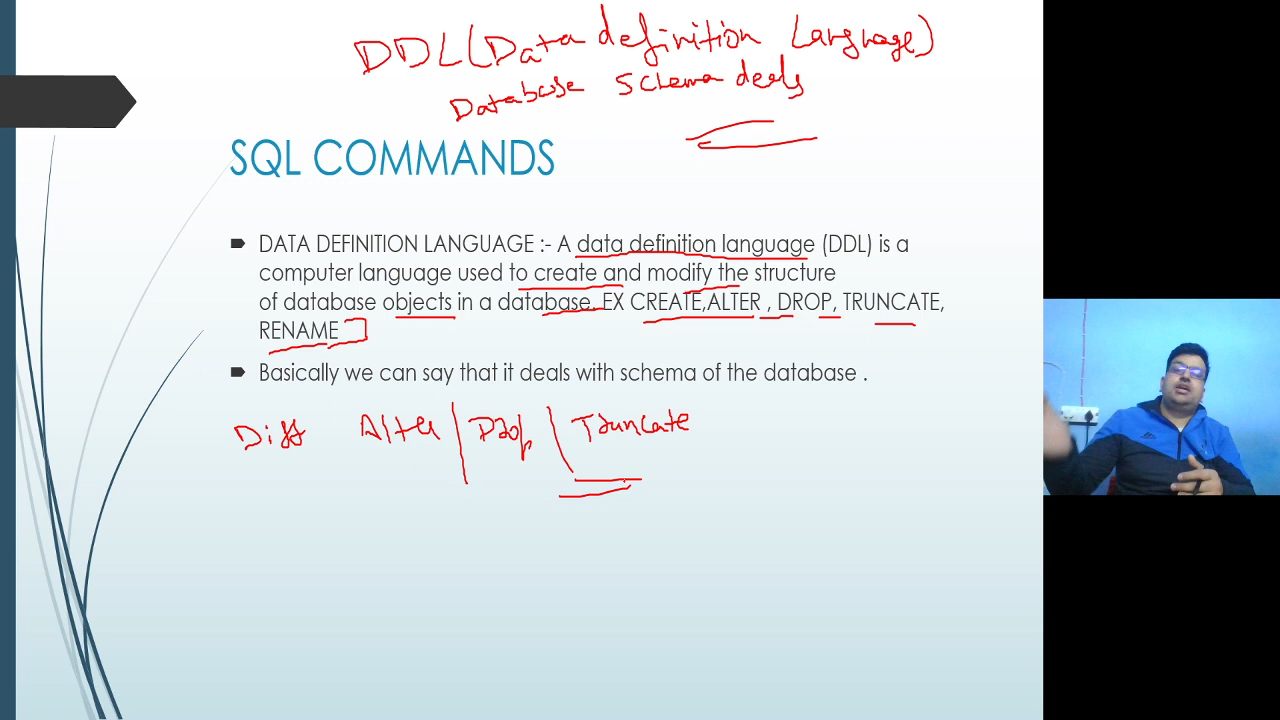 DDL (Data definition Language)
Database Schema deals
SQL COMMANDS
DATA DEFINITION LANGUAGE :- A data definition language (DDL) is a
computer language used to create and modify the structure
of database objects in a database. EX CREATE,ALTER , DROP, TRUNCATE,
RENAME
Basically we can say that it deals with schema of the database .
Diff Alter | Drop | Truncate